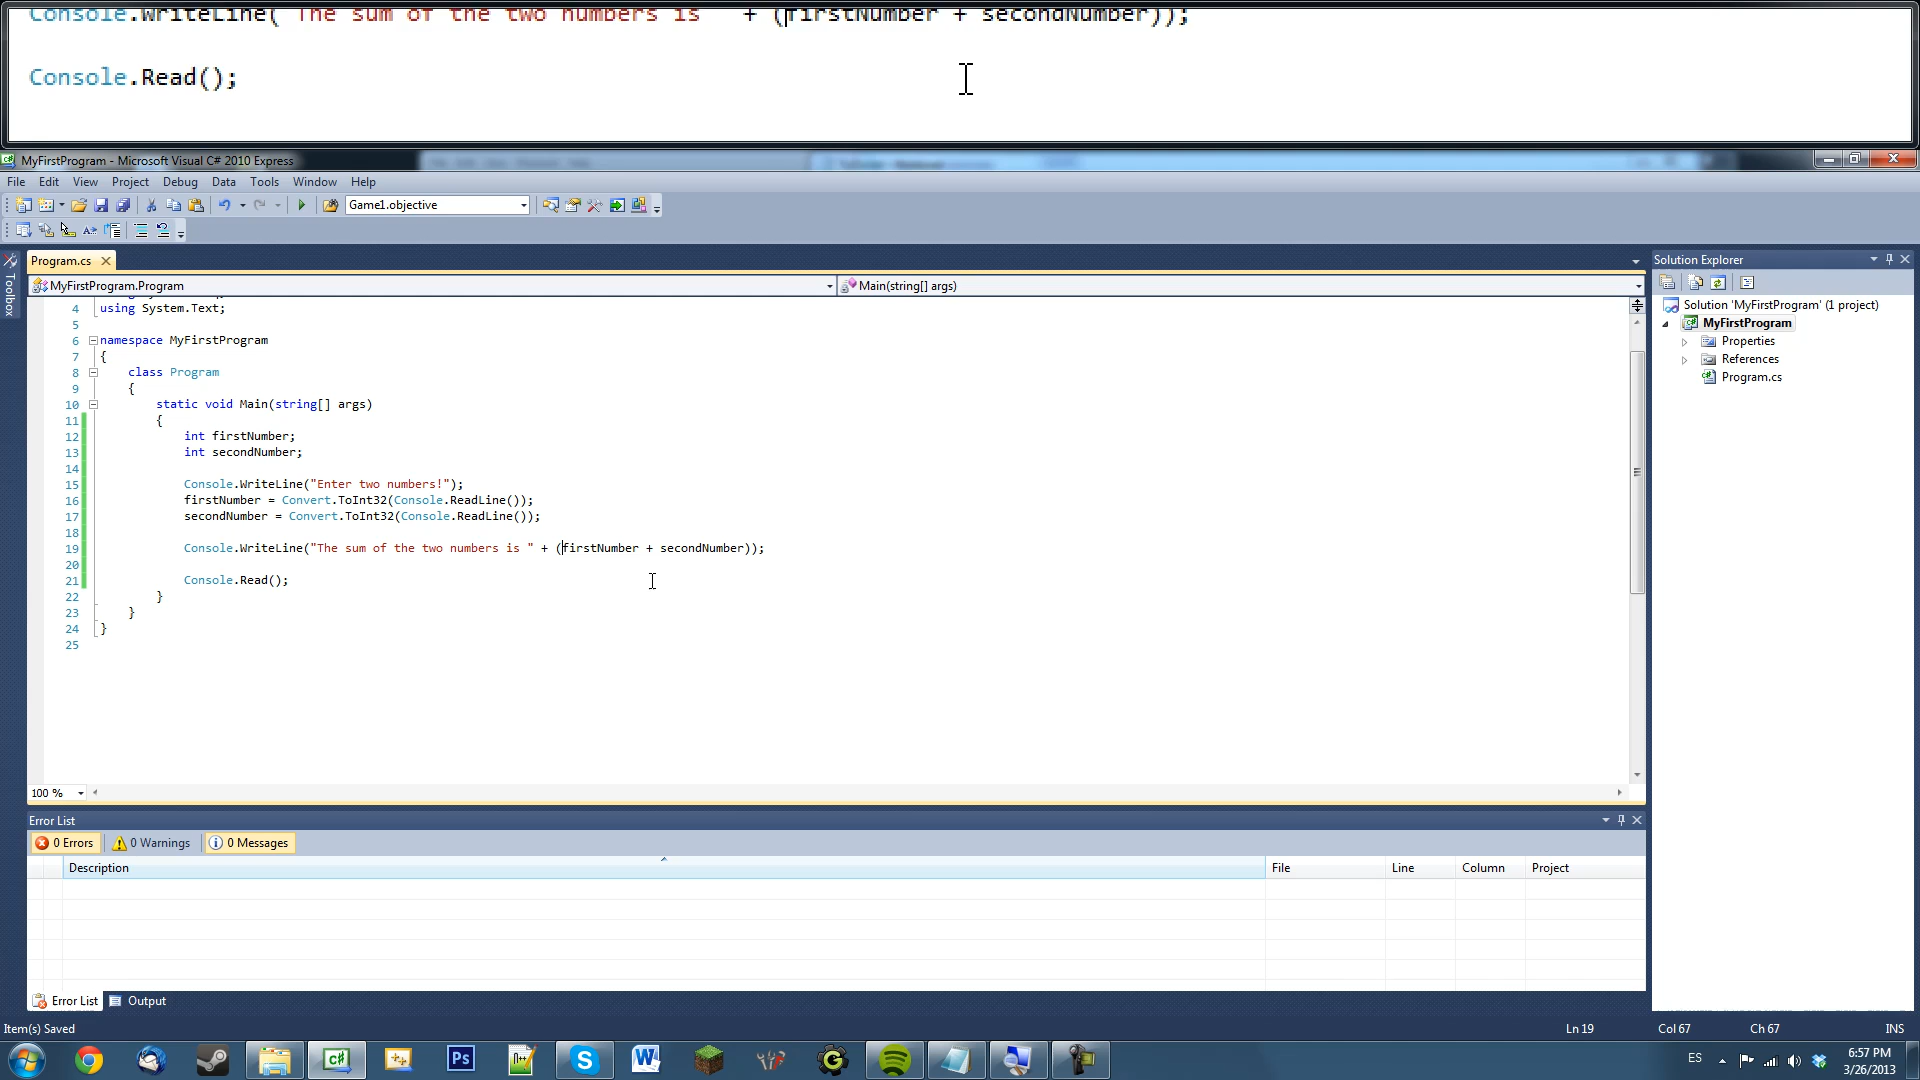 Console.WriteLine("The sum of the two numbers is " + (firstNumber + secondNumber));
Console.Read();
MyFirstProgram - Microsoft Visual C# 2010 Express
File Edit View Project Debug Data Tools Window Help
Game1.objective
Toolbox
Program.cs
MyFirstProgram.Program
Main(string[] args)
4 using System.Text;
5
6 namespace MyFirstProgram
7 {
8 class Program
9 {
10 static void Main(string[] args)
11 {
12 int firstNumber;
13 int secondNumber;
14
15 Console.WriteLine("Enter two numbers!");
16 firstNumber = Convert.ToInt32(Console.ReadLine());
17 secondNumber = Convert.ToInt32(Console.ReadLine());
18
19 Console.WriteLine("The sum of the two numbers is " + (firstNumber + secondNumber));
20
21 Console.Read();
22 }
23 }
24 }
25
100 %
Solution Explorer
Solution 'MyFirstProgram' (1 project)
MyFirstProgram
Properties
References
Program.cs
Error List
0 Errors 0 Warnings 0 Messages
Description File Line Column Project
Error List Output
Item(s) Saved Ln 19 Col 67 Ch 67 INS
Ps
ES
6:57 PM
3/26/2013